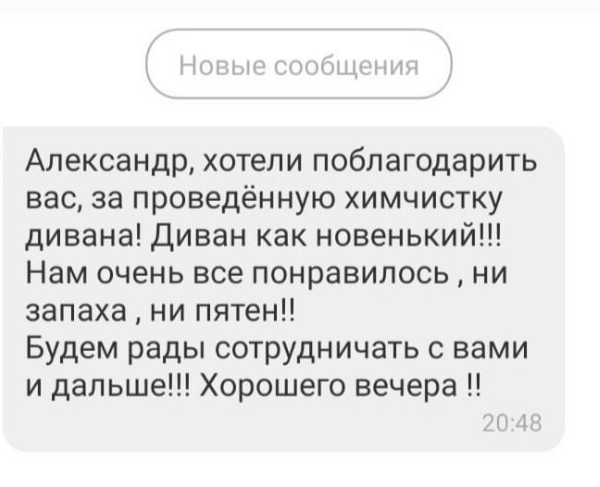 Новые сообщения
Александр, хотели поблагодарить
вас, за проведённую химчистку
дивана! Диван как новенький!!!
Нам очень все понравилось , ни
запаха , ни пятен!!
Будем рады сотрудничать с вами
и дальше!!! Хорошего вечера !!
20:48